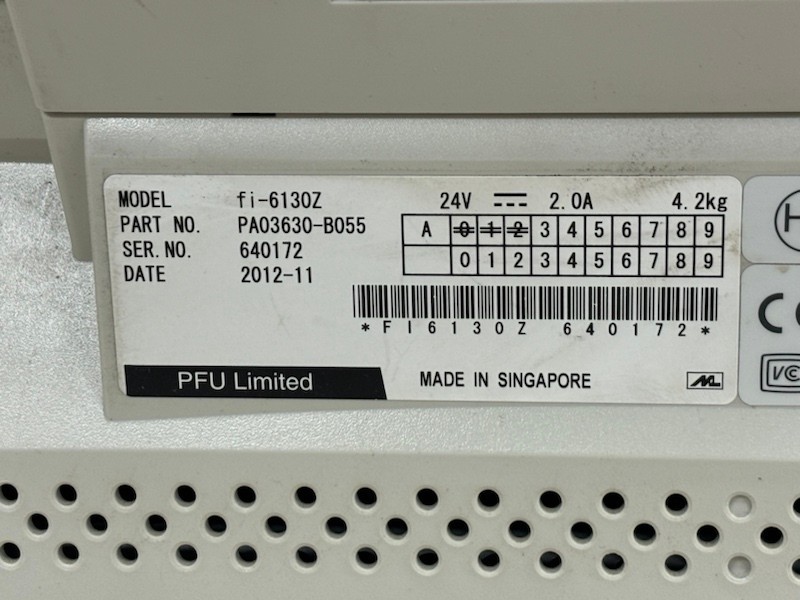 MODEL fi-6130Z 24V 2.0A 4.2kg
PART NO. PA03630-B055
SER.NO. 640172
DATE 2012-11
A 0 1 2 3 4 5 6 7 8 9
0 1 2 3 4 5 6 7 8 9
*FI6130Z 640172*
PFU Limited MADE IN SINGAPORE